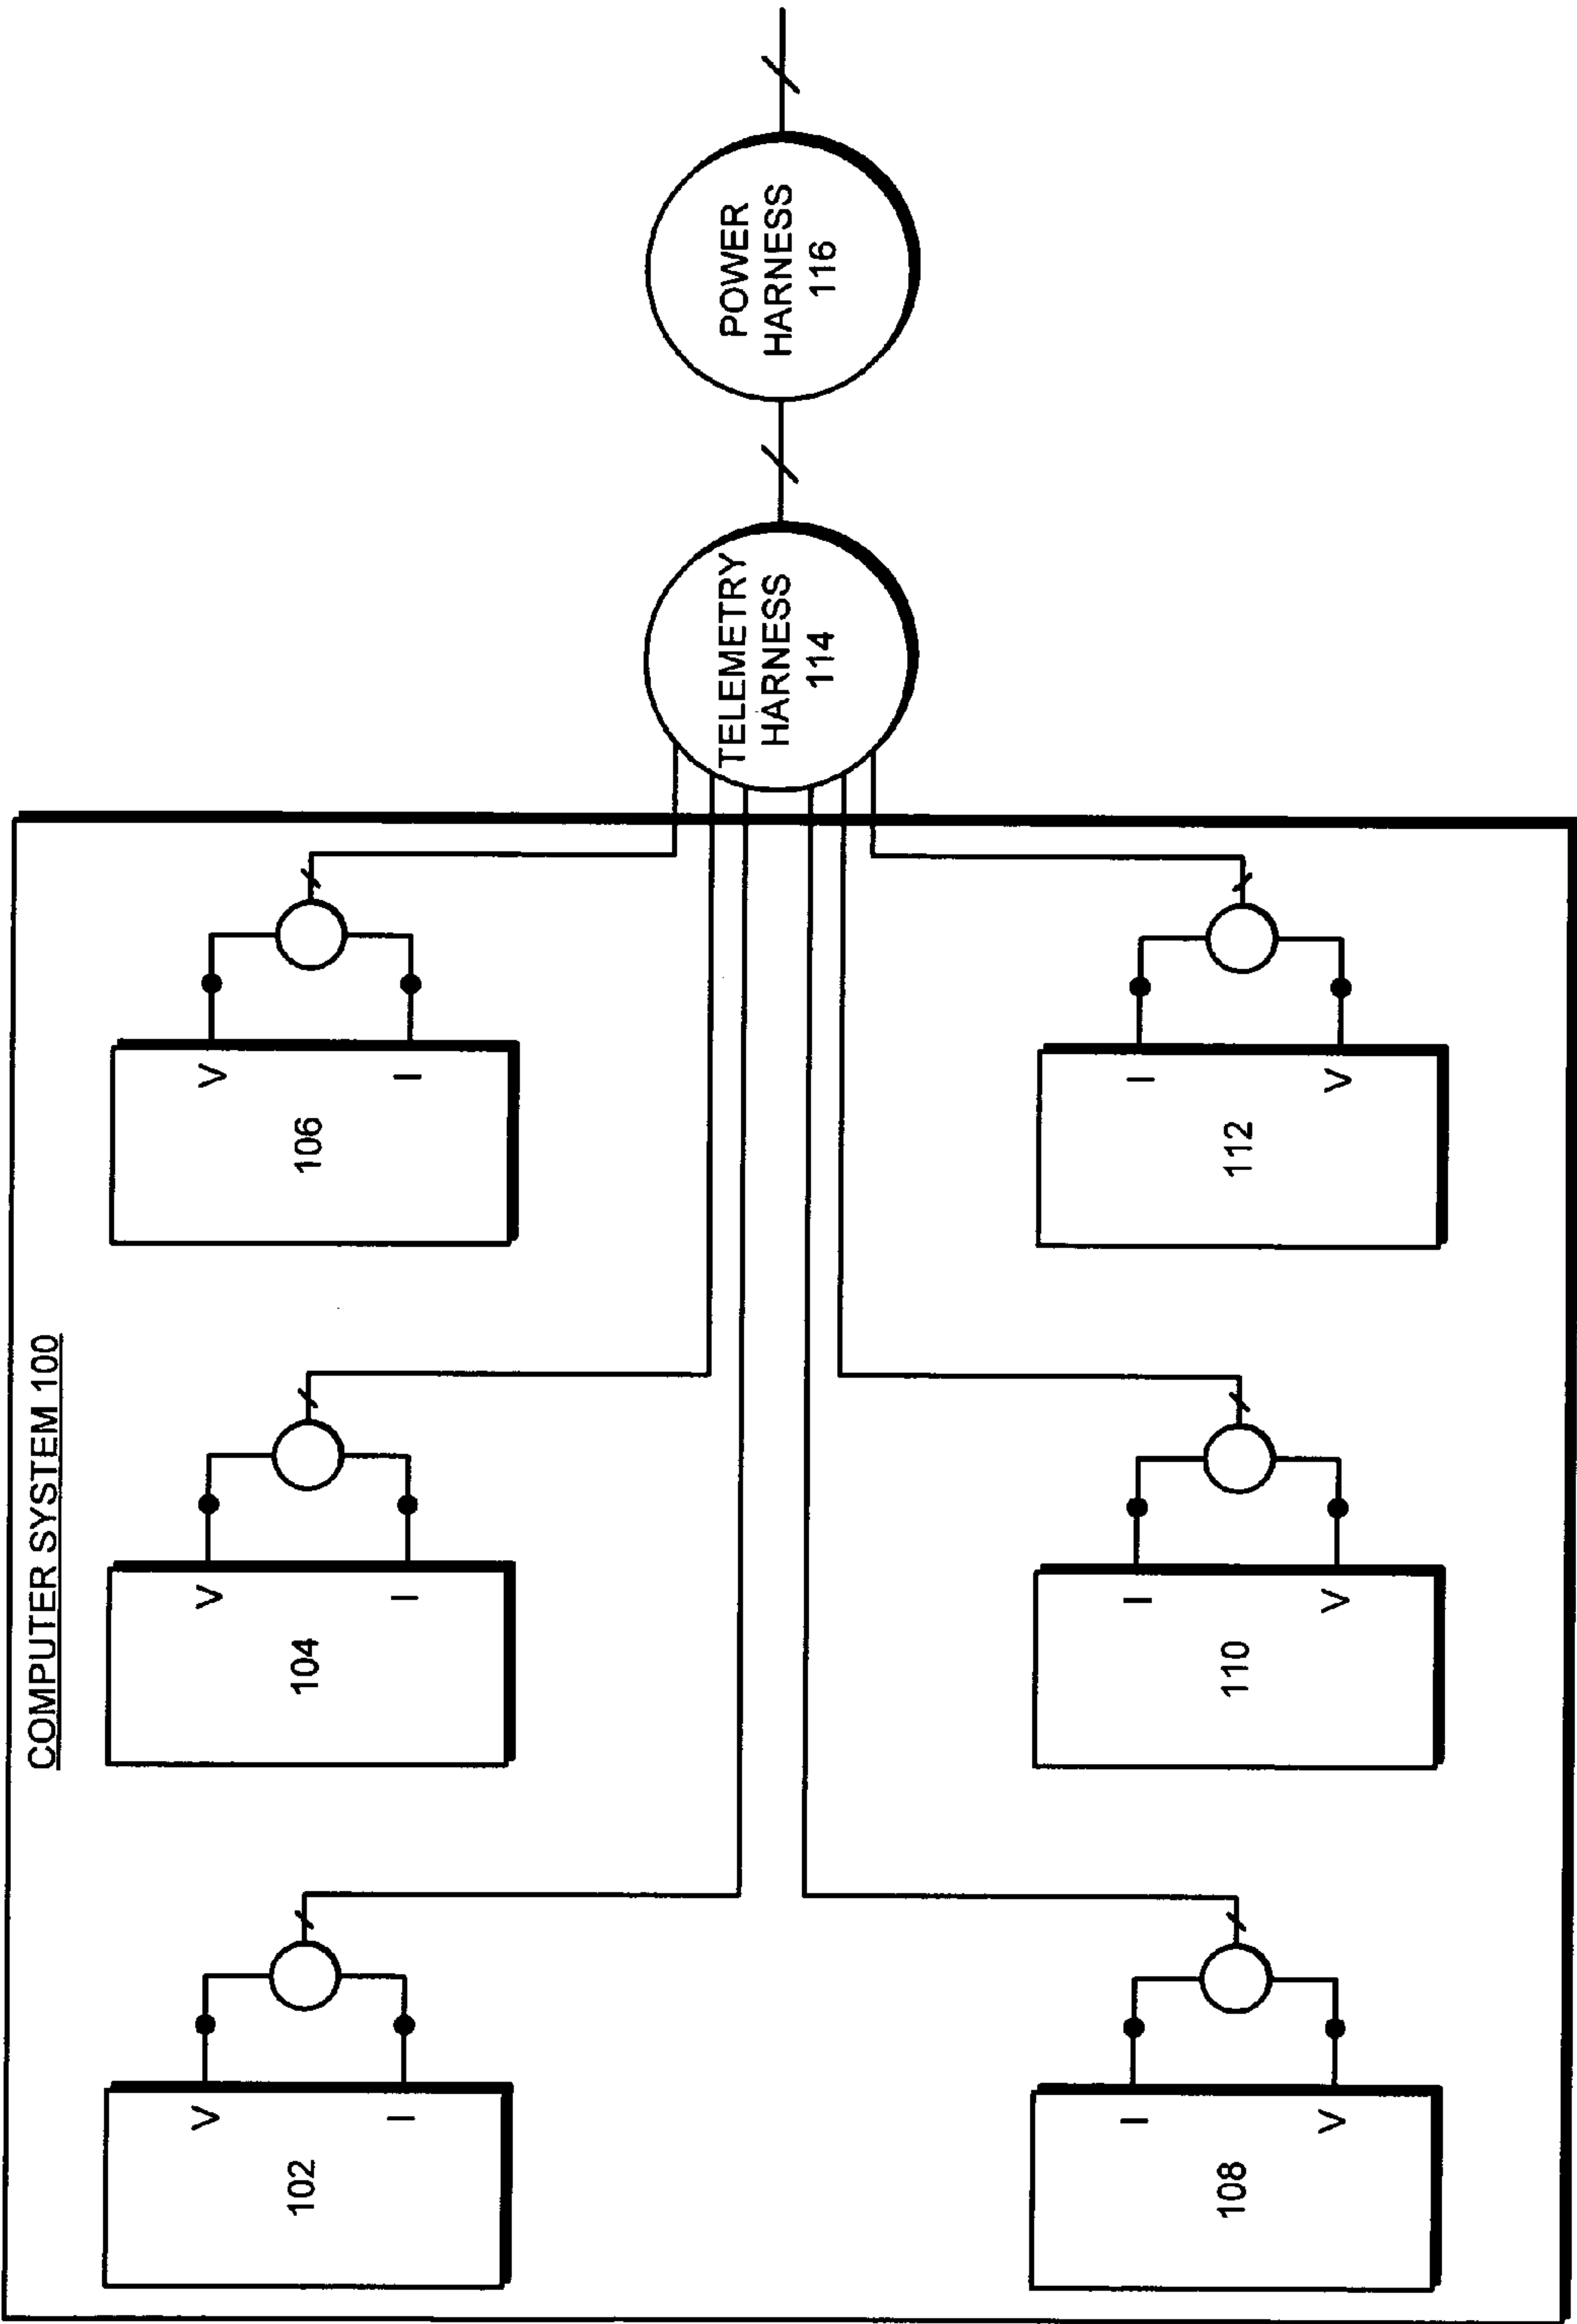 COMPUTER SYSTEM 100
V
102
I
V
104
I
V
106
I
TELEMETRY
HARNESS
114
POWER
HARNESS
116
I
108
V
I
110
V
I
112
V